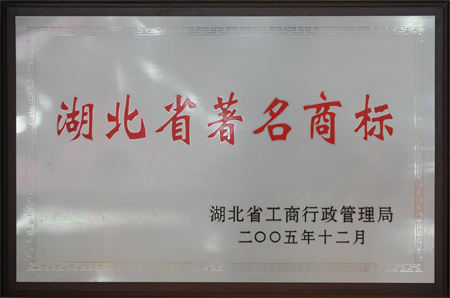 湖北省著名商标
湖北省工商行政管理局
二〇〇五年十二月